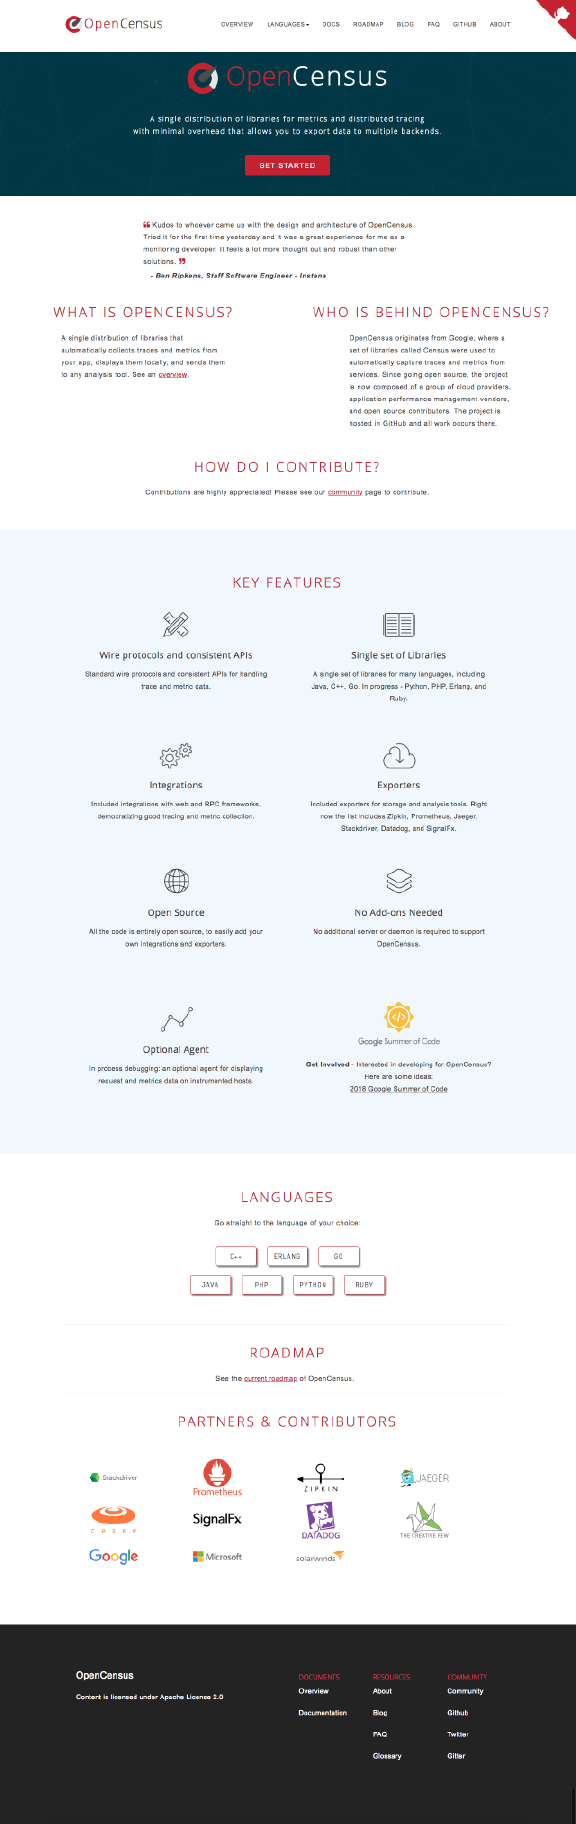 OpenCensus
OVERVIEW LANGUAGES DOCS ROADMAP BLOG FAQ GITHUB ABOUT
OpenCensus
A single distribution of libraries for metrics and distributed tracing
with minimal overhead that allows you to export data to multiple backends.
GET STARTED
❝ Kudos to whoever came up with the design and architecture of OpenCensus.
Tried it for the first time yesterday and it was a great experience for me as a
monitoring developer. It feels a lot more thought out and robust than other
solutions. ❞
- Ben Ripkens, Staff Software Engineer - Instana
WHAT IS OPENCENSUS?
A single distribution of libraries that
automatically collects traces and metrics from
your app, displays them locally, and sends them
to any analysis tool. See an overview.
WHO IS BEHIND OPENCENSUS?
OpenCensus originates from Google, where a
set of libraries called Census were used to
automatically capture traces and metrics from
services. Since going open source, the project
is now composed of a group of cloud providers,
application performance management vendors,
and open source contributors. The project is
hosted in GitHub and all work occurs there.
HOW DO I CONTRIBUTE?
Contributions are highly appreciated! Please see our community page to contribute.
KEY FEATURES
Wire protocols and consistent APIs
Standard wire protocols and consistent APIs for handling
trace and metric data.
Single set of Libraries
A single set of libraries for many languages, including
Java, C++, Go. In progress - Python, PHP, Erlang, and
Ruby.
Integrations
Included integrations with web and RPC frameworks,
democratizing good tracing and metric collection.
Exporters
Included exporters for storage and analysis tools. Right
now the list includes Zipkin, Prometheus, Jaeger,
Stackdriver, Datadog, and SignalFx.
Open Source
All the code is entirely open source, to easily add your
own integrations and exporters.
No Add-ons Needed
No additional server or daemon is required to support
OpenCensus.
Optional Agent
In process debugging: an optional agent for displaying
request and metrics data on instrumented hosts.
Google Summer of Code
Get Involved - Interested in developing for OpenCensus?
Here are some ideas:
2018 Google Summer of Code
LANGUAGES
Go straight to the language of your choice:
C++ ERLANG GO
JAVA PHP PYTHON RUBY
ROADMAP
See the current roadmap of OpenCensus.
PARTNERS & CONTRIBUTORS
Stackdriver
Prometheus
ZIPKIN
JAEGER
CASED
SignalFx
DATADOG
THE CREATIVE FEW
Google
Microsoft
solarwinds
OpenCensus
Content is licensed under Apache License 2.0
DOCUMENTS
Overview
Documentation
RESOURCES
About
Blog
FAQ
Glossary
COMMUNITY
Community
Github
Twitter
Gitter